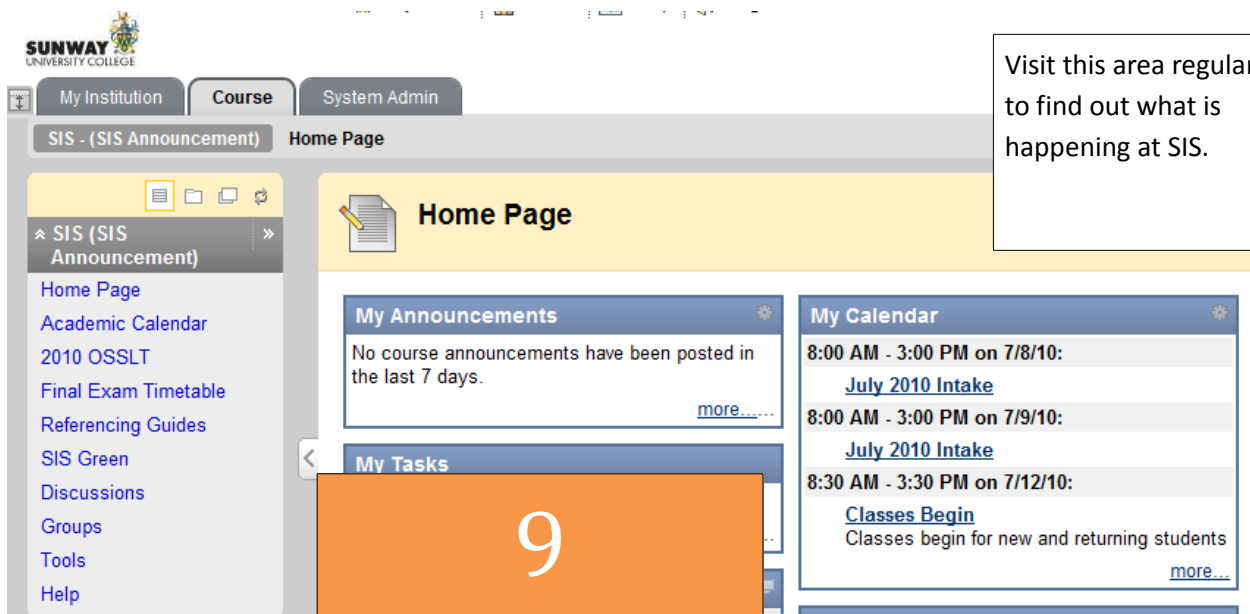 SUNWAY
UNIVERSITY COLLEGE
Visit this area regular
to find out what is
happening at SIS.
My Institution
Course
System Admin
SIS - (SIS Announcement)
Home Page
SIS (SIS
Announcement)
Home Page
Academic Calendar
2010 OSSLT
Final Exam Timetable
Referencing Guides
SIS Green
Discussions
Groups
Tools
Help
Home Page
My Announcements
No course announcements have been posted in
the last 7 days.
more......
My Tasks
9
My Calendar
8:00 AM - 3:00 PM on 7/8/10:
July 2010 Intake
8:00 AM - 3:00 PM on 7/9/10:
July 2010 Intake
8:30 AM - 3:30 PM on 7/12/10:
Classes Begin
Classes begin for new and returning students
more...